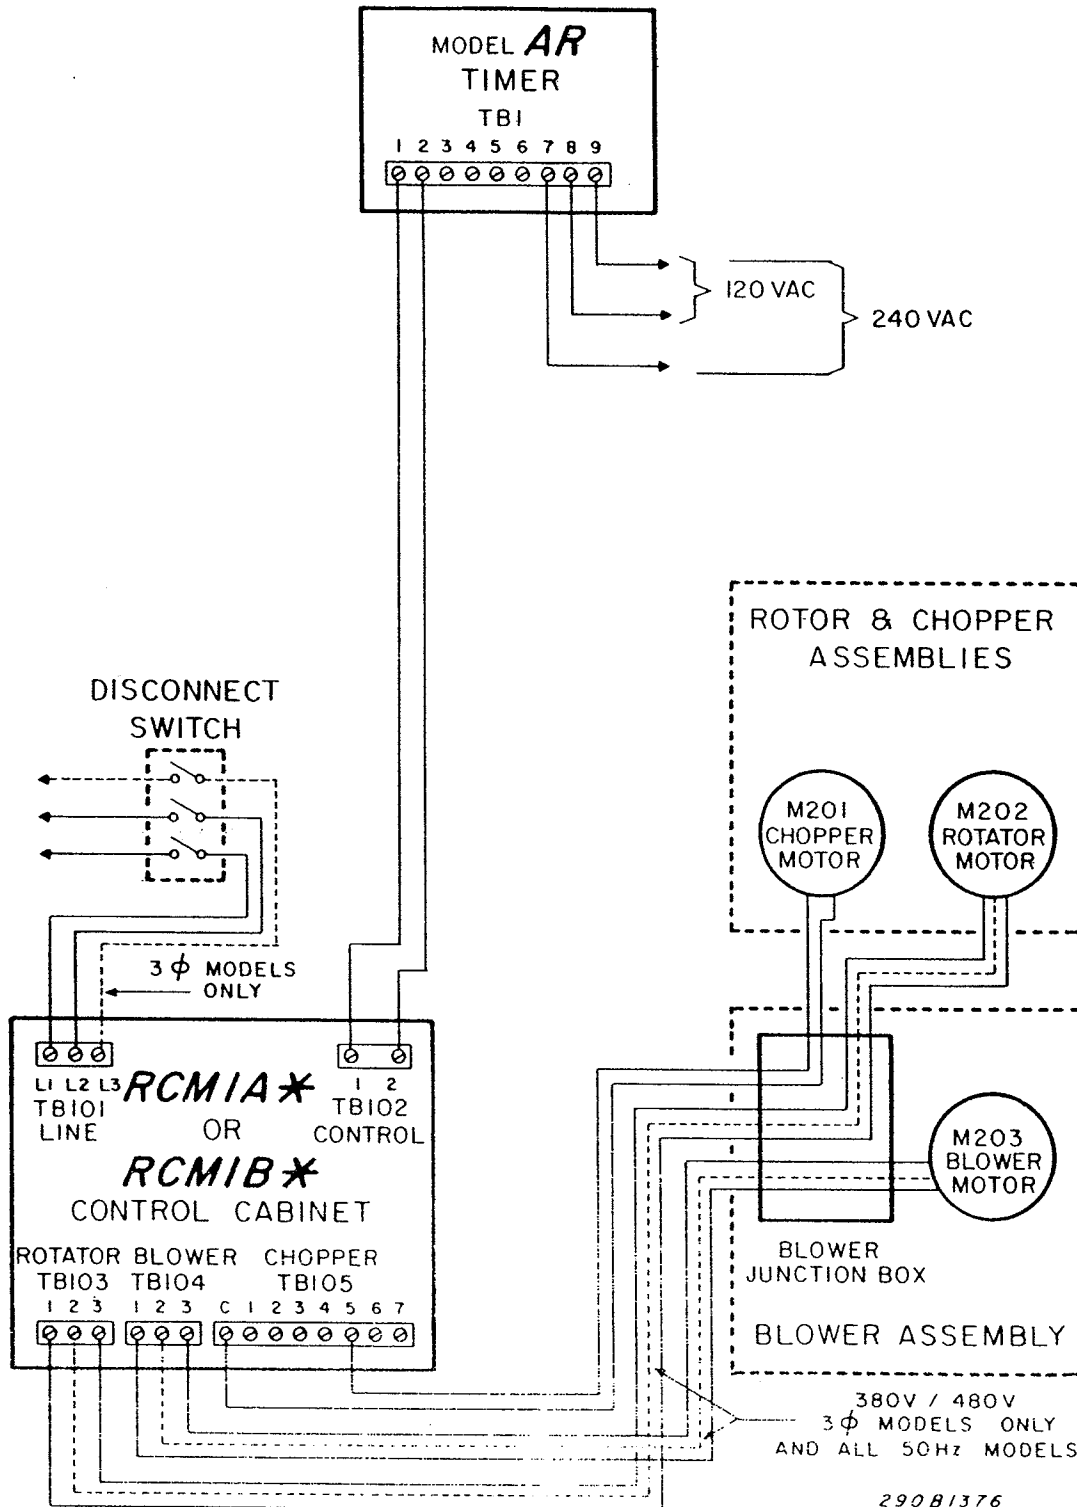 MODEL AR
TIMER
TB1
1 2 3 4 5 6 7 8 9
120 VAC
240 VAC
ROTOR & CHOPPER
ASSEMBLIES
DISCONNECT
SWITCH
M201
CHOPPER
MOTOR
M202
ROTATOR
MOTOR
3 ϕ MODELS
ONLY
L1 L2 L3
TB101
LINE
RCM1A*
OR
RCM1B*
CONTROL CABINET
1 2
TB102
CONTROL
M203
BLOWER
MOTOR
ROTATOR BLOWER CHOPPER
TB103 TB104 TB105
1 2 3 1 2 3 C 1 2 3 4 5 6 7
BLOWER
JUNCTION BOX
BLOWER ASSEMBLY
380V / 480V
3 ϕ MODELS ONLY
AND ALL 50Hz MODELS
290B1376